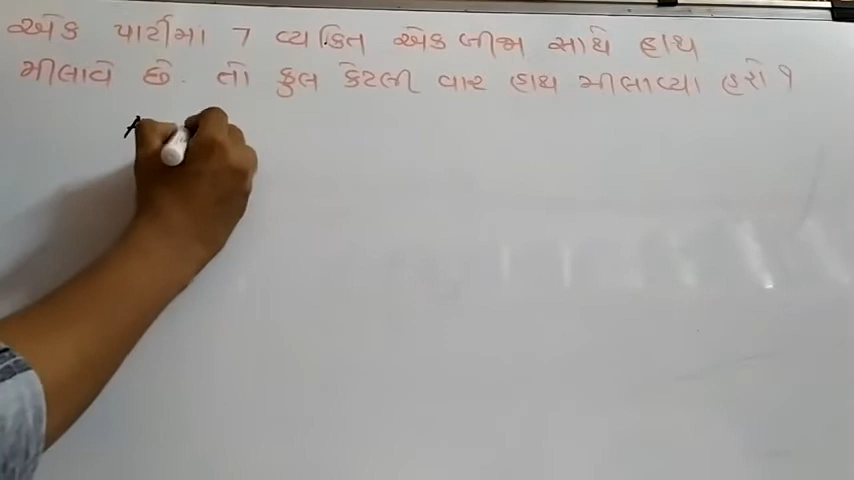 એક પાર્ટીમાં 7 વ્યકિત એક બીજા સાથે હાથ
મીલાવે છે. તો કુલ કેટલી વાર હાથ મીલાવ્યા હશે ?